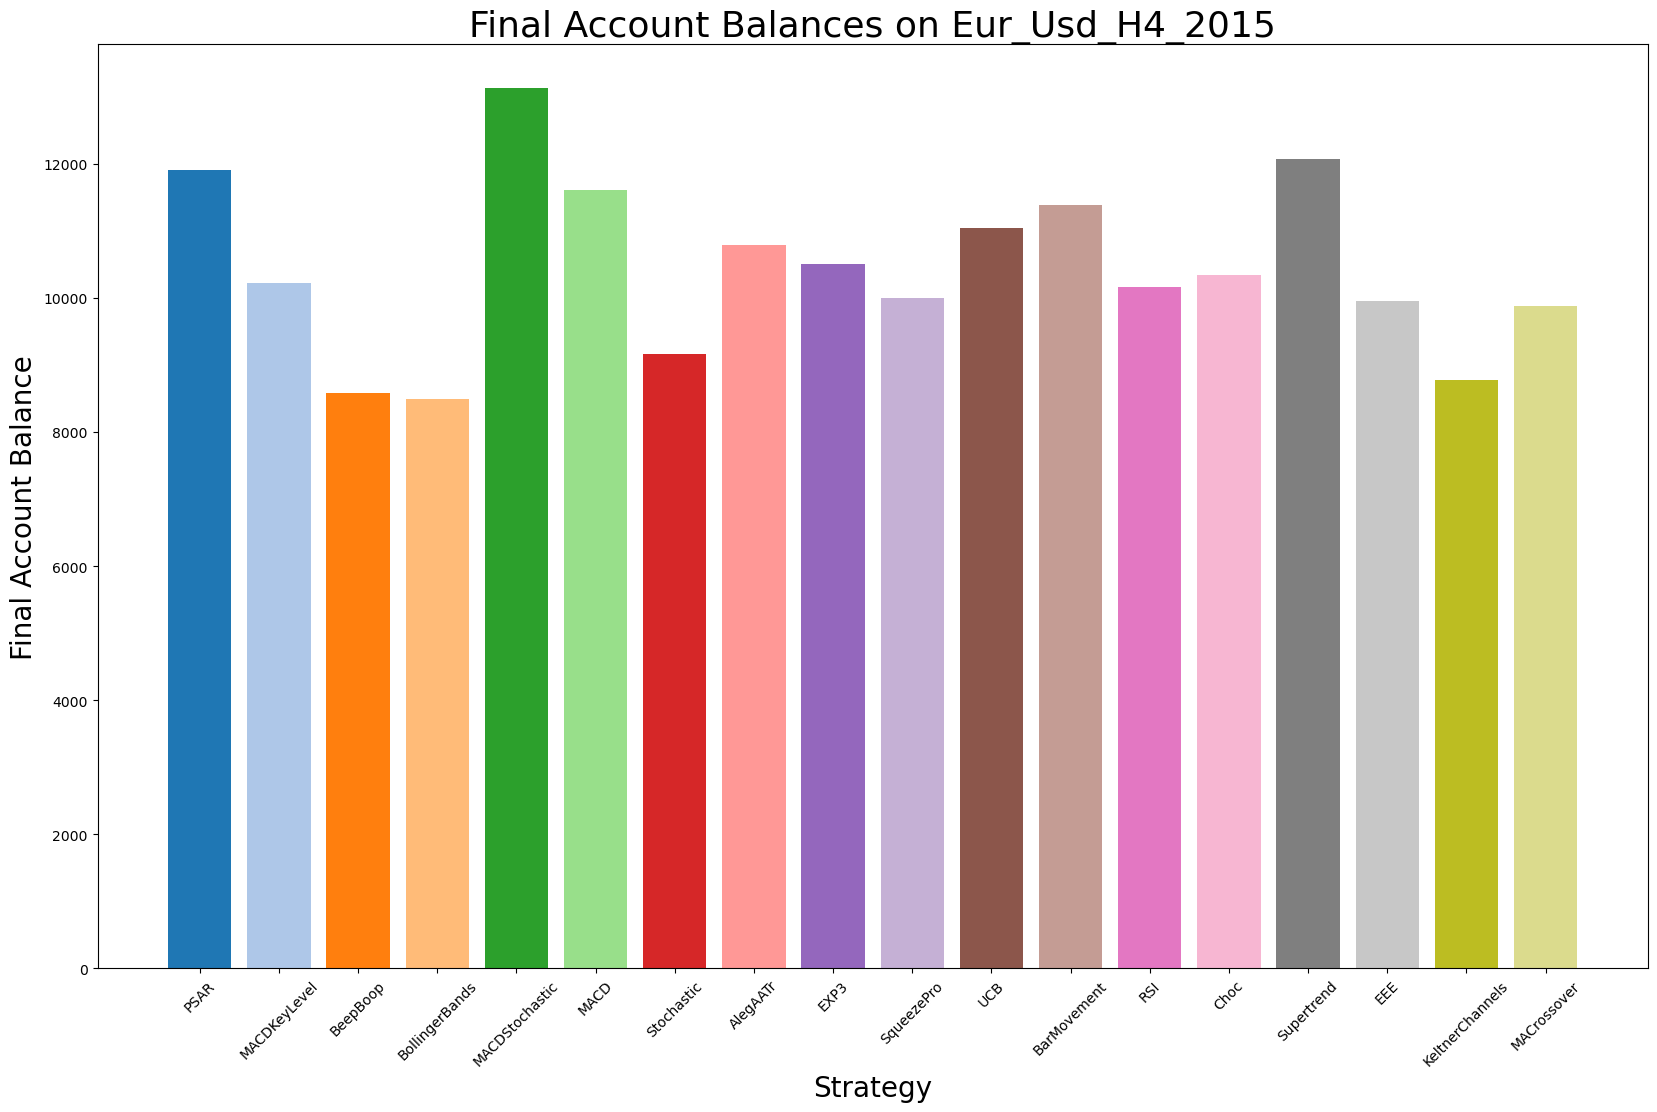 Final Account Balances on Eur_Usd_H4_2015
Final Account Balance
12000
10000
8000
6000
4000
2000
0
PSAR
MACDKeyLevel
BeepBoop
BollingerBands
MACDStochastic
MACD
Stochastic
AlegAATr
EXP3
SqueezePro
UCB
BarMovement
RSI
Choc
Supertrend
EEE
KeltnerChannels
MACrossover
Strategy